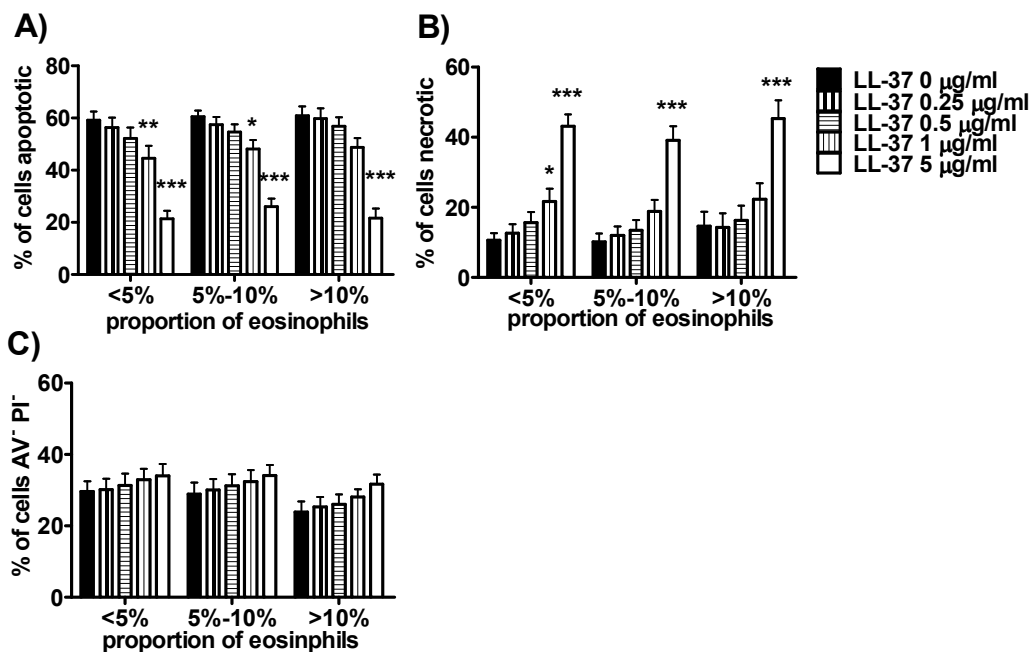 A)
% of cells apoptotic
80
60
40
20
0
** *
*** *** ***
<5% 5%-10% >10%
proportion of eosinophils
B)
% of cells necrotic
60
40
20
0
*** *** ***
*
<5% 5%-10% >10%
proportion of eosinophils
LL-37 0 µg/ml
LL-37 0.25 µg/ml
LL-37 0.5 µg/ml
LL-37 1 µg/ml
LL-37 5 µg/ml
C)
% of cells AV⁻ PI⁻
60
40
20
0
<5% 5%-10% >10%
proportion of eosinphils